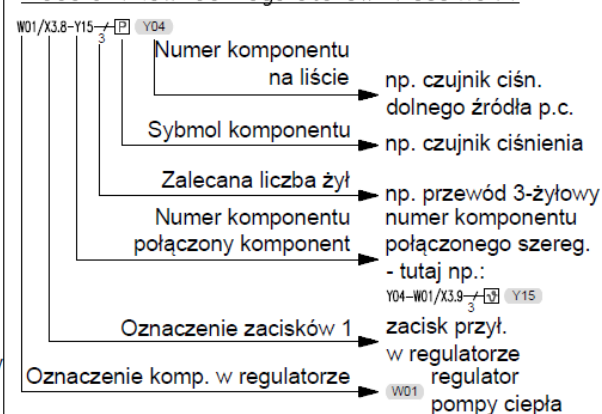 W01/X3.8-Y15 3 P Y04
Numer komponentu
na liście
np. czujnik ciśn.
dolnego źródła p.c.
Sybmol komponentu
np. czujnik ciśnienia
Zalecana liczba żył
np. przewód 3-żyłowy
Numer komponentu
połączony komponent
numer komponentu
połączonego szereg.
- tutaj np.:
Y04-W01/X3.9 3 ϑ Y15
Oznaczenie zacisków 1
zacisk przył.
w regulatorze
Oznaczenie komp. w regulatorze
W01 regulator
pompy ciepła